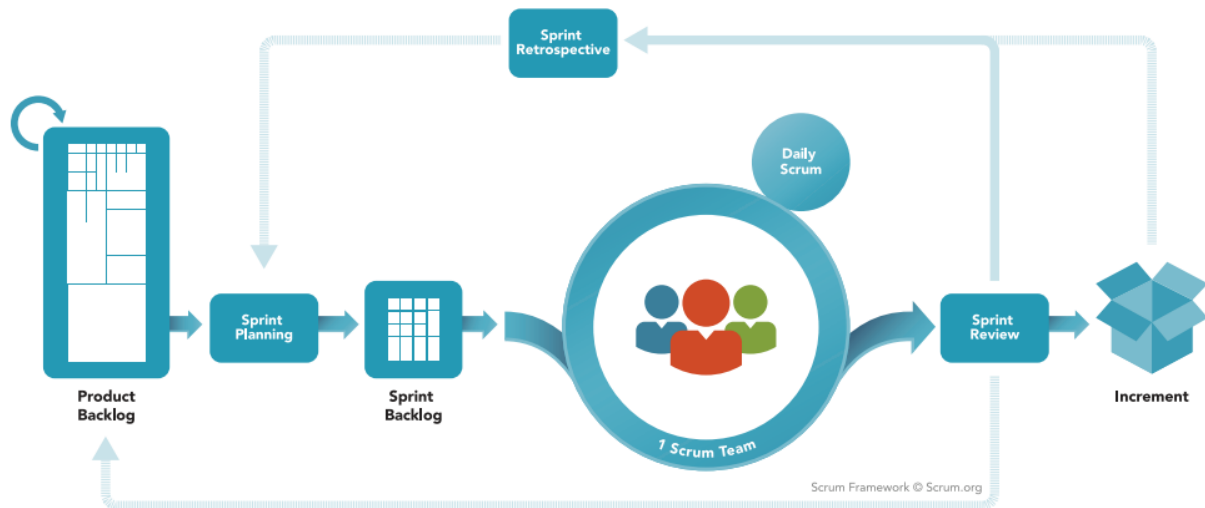 Sprint
Retrospective
Daily
Scrum
Sprint
Planning
Sprint
Review
Product
Backlog
Sprint
Backlog
Increment
1 Scrum Team
Scrum Framework © Scrum.org